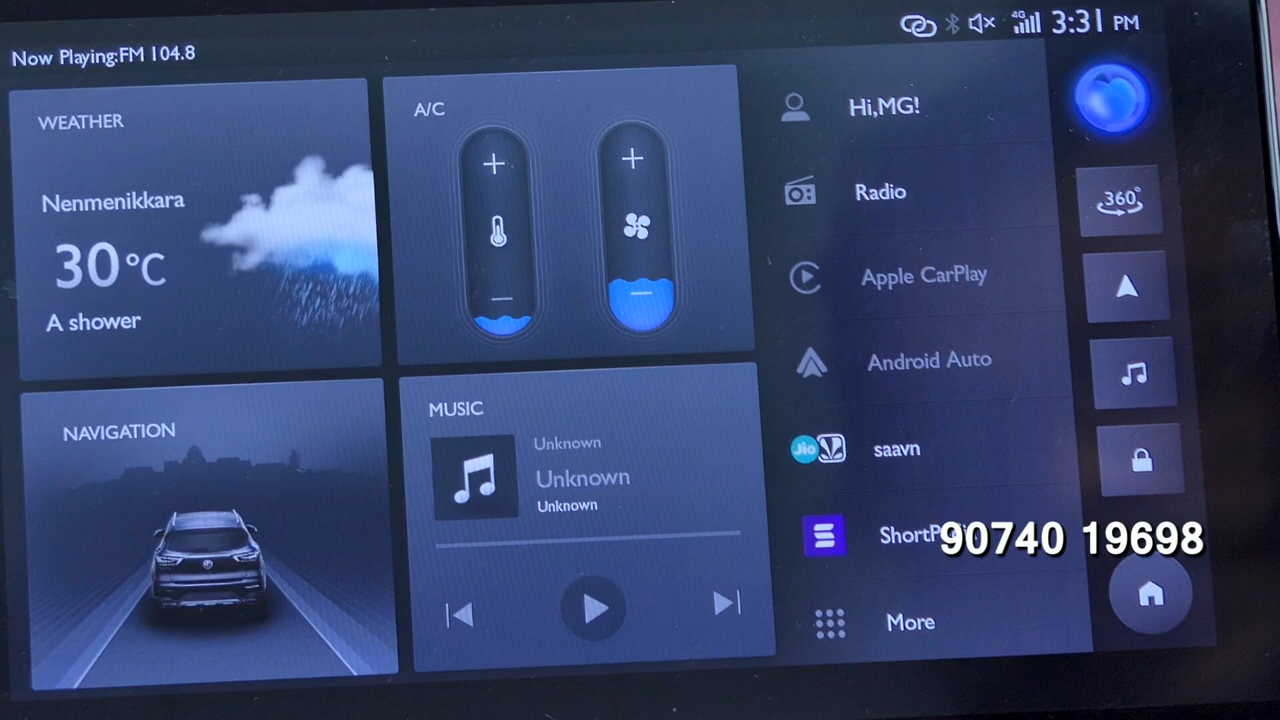 4G 3:31 PM
Now Playing:FM 104.8
WEATHER
Nenmenikkara
30°C
A shower
A/C
NAVIGATION
MUSIC
Unknown
Unknown
Unknown
Hi,MG!
Radio
Apple CarPlay
Android Auto
Jio saavn
90740 19698
More
360°